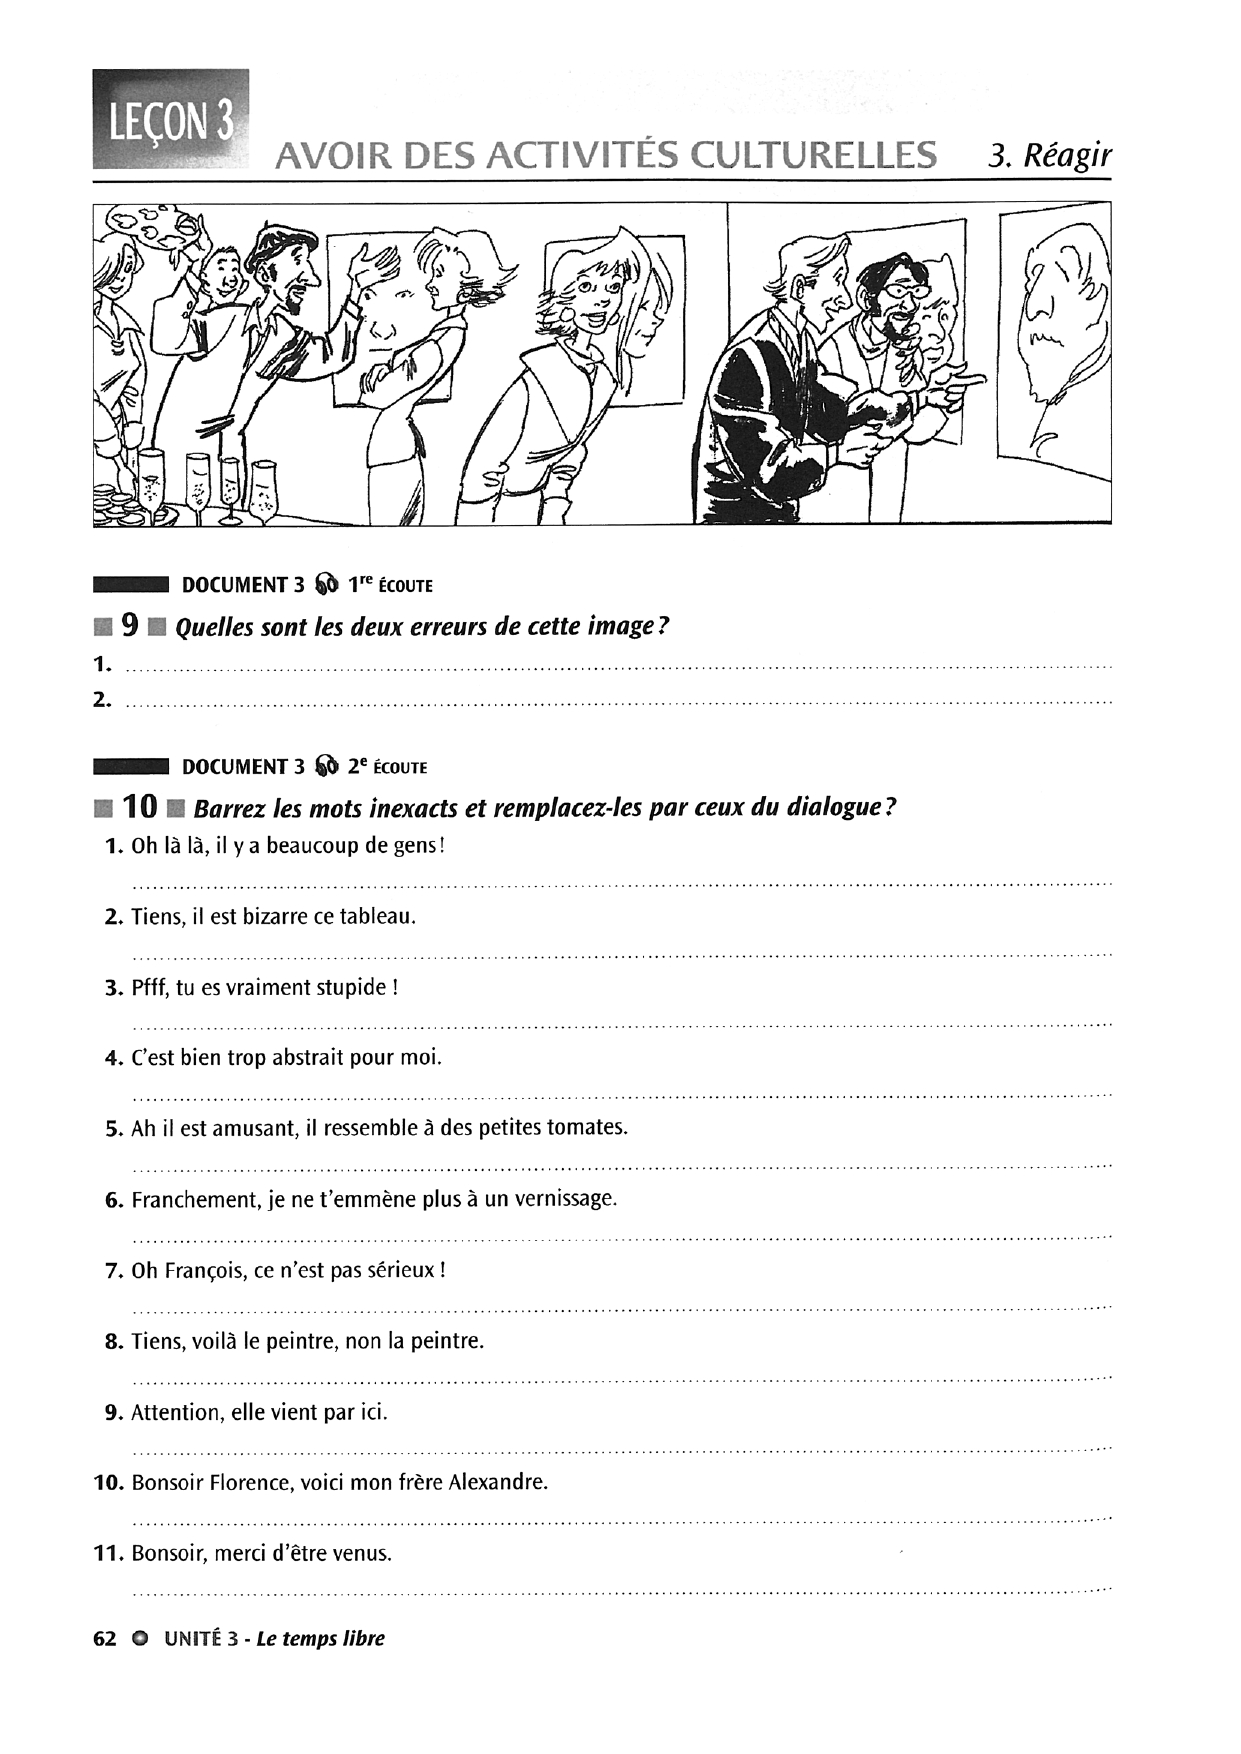 LEÇON 3
AVOIR DES ACTIVITÉS CULTURELLES 3. Réagir
DOCUMENT 3 1re ÉCOUTE
9 Quelles sont les deux erreurs de cette image ?
1.
2.
DOCUMENT 3 2e ÉCOUTE
10 Barrez les mots inexacts et remplacez-les par ceux du dialogue ?
1. Oh là là, il y a beaucoup de gens !
2. Tiens, il est bizarre ce tableau.
3. Pfff, tu es vraiment stupide !
4. C'est bien trop abstrait pour moi.
5. Ah il est amusant, il ressemble à des petites tomates.
6. Franchement, je ne t'emmène plus à un vernissage.
7. Oh François, ce n'est pas sérieux !
8. Tiens, voilà le peintre, non la peintre.
9. Attention, elle vient par ici.
10. Bonsoir Florence, voici mon frère Alexandre.
11. Bonsoir, merci d'être venus.
62 UNITÉ 3 - Le temps libre